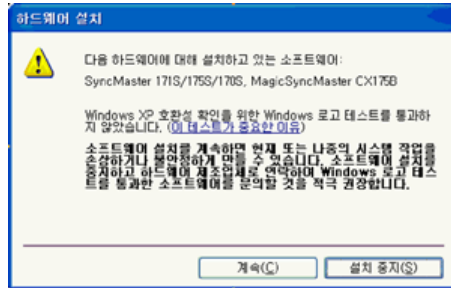 하드웨어 설치
다음 하드웨어에 대해 설치하고 있는 소프트웨어:
SyncMaster 171S/175S/170S, MagicSyncMaster CX175B
Windows XP 호환성 확인을 위한 Windows 로고 테스트를 통과하
지 않았습니다. (이 테스트가 중요한 이유)
소프트웨어 설치를 계속하면 현재 또는 나중의 시스템 작업을
손상하거나 불안정하게 만들 수 있습니다. 소프트웨어 설치를
중지하고 하드웨어 제조업체로 연락하여 Windows 로고 테스
트를 통과한 소프트웨어를 문의할 것을 적극 권장합니다.
계속(C)
설치 중지(S)